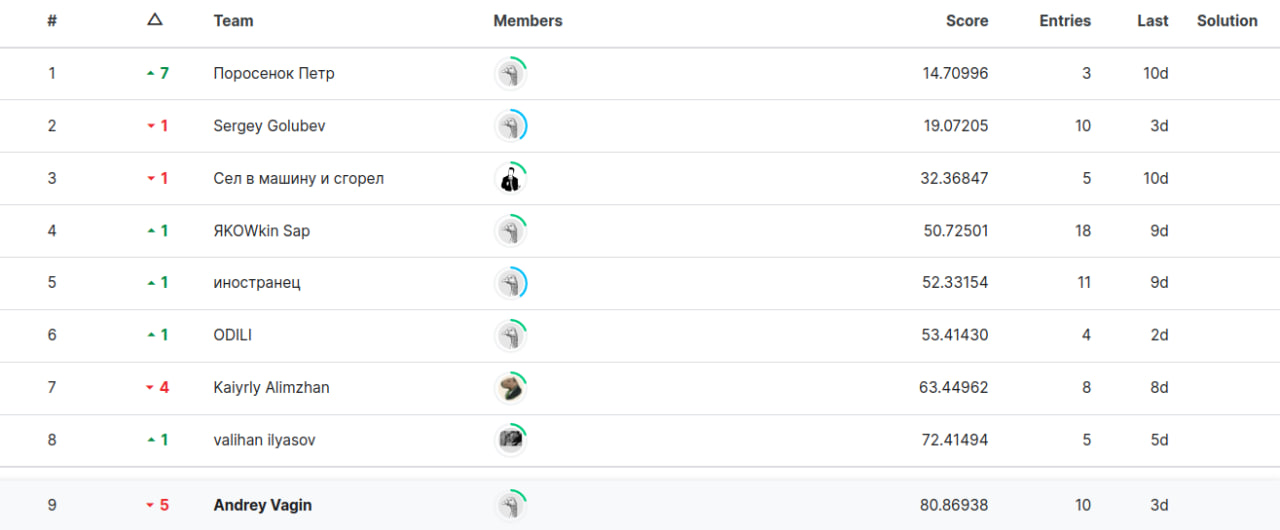 # △ Team Members Score Entries Last Solution
1 7 Поросенок Петр 14.70996 3 10d
2 1 Sergey Golubev 19.07205 10 3d
3 1 Сел в машину и сгорел 32.36847 5 10d
4 1 ЯКОWkin Sap 50.72501 18 9d
5 1 иностранец 52.33154 11 9d
6 1 ODILI 53.41430 4 2d
7 4 Kaiyrly Alimzhan 63.44962 8 8d
8 1 valihan ilyasov 72.41494 5 5d
9 5 Andrey Vagin 80.86938 10 3d